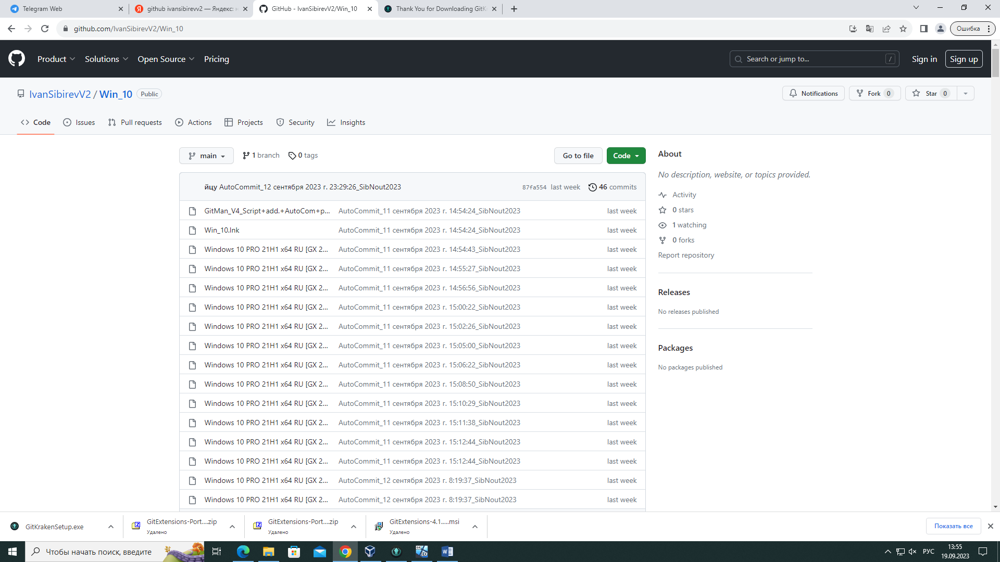 Telegram Web
github ivansibirevv2 — Яндекс: н
GitHub - IvanSibirevV2/Win_10
Thank You for Downloading GitK
github.com/IvanSibirevV2/Win_10
Ошибка
Product
Solutions
Open Source
Pricing
Search or jump to...
/
Sign in
Sign up
IvanSibirevV2 / Win_10
Public
Notifications
Fork 0
Star 0
Code
Issues
Pull requests
Actions
Projects
Security
Insights
main
1 branch
0 tags
Go to file
Code
йцу AutoCommit_12 сентября 2023 г. 23:29:26_SibNout2023
87fa554 last week
46 commits
GitMan_V4_Script+add.+AutoCom+p... AutoCommit_11 сентября 2023 г. 14:54:24_SibNout2023 last week
Win_10.lnk AutoCommit_11 сентября 2023 г. 14:54:24_SibNout2023 last week
Windows 10 PRO 21H1 x64 RU [GX 2... AutoCommit_11 сентября 2023 г. 14:54:43_SibNout2023 last week
Windows 10 PRO 21H1 x64 RU [GX 2... AutoCommit_11 сентября 2023 г. 14:55:27_SibNout2023 last week
Windows 10 PRO 21H1 x64 RU [GX 2... AutoCommit_11 сентября 2023 г. 14:56:56_SibNout2023 last week
Windows 10 PRO 21H1 x64 RU [GX 2... AutoCommit_11 сентября 2023 г. 15:00:22_SibNout2023 last week
Windows 10 PRO 21H1 x64 RU [GX 2... AutoCommit_11 сентября 2023 г. 15:02:26_SibNout2023 last week
Windows 10 PRO 21H1 x64 RU [GX 2... AutoCommit_11 сентября 2023 г. 15:05:00_SibNout2023 last week
Windows 10 PRO 21H1 x64 RU [GX 2... AutoCommit_11 сентября 2023 г. 15:06:22_SibNout2023 last week
Windows 10 PRO 21H1 x64 RU [GX 2... AutoCommit_11 сентября 2023 г. 15:08:50_SibNout2023 last week
Windows 10 PRO 21H1 x64 RU [GX 2... AutoCommit_11 сентября 2023 г. 15:10:29_SibNout2023 last week
Windows 10 PRO 21H1 x64 RU [GX 2... AutoCommit_11 сентября 2023 г. 15:11:38_SibNout2023 last week
Windows 10 PRO 21H1 x64 RU [GX 2... AutoCommit_11 сентября 2023 г. 15:12:44_SibNout2023 last week
Windows 10 PRO 21H1 x64 RU [GX 2... AutoCommit_11 сентября 2023 г. 15:12:44_SibNout2023 last week
Windows 10 PRO 21H1 x64 RU [GX 2... AutoCommit_12 сентября 2023 г. 8:19:37_SibNout2023 last week
Windows 10 PRO 21H1 x64 RU [GX 2... AutoCommit_12 сентября 2023 г. 8:19:37_SibNout2023 last week
About
No description, website, or topics provided.
Activity
0 stars
1 watching
0 forks
Report repository
Releases
No releases published
Packages
No packages published
GitKrakenSetup.exe
GitExtensions-Port....zip
Удалено
GitExtensions-Port....zip
Удалено
GitExtensions-4.1.....msi
Удалено
Показать все
Чтобы начать поиск, введите
РУС
13:55
19.09.2023